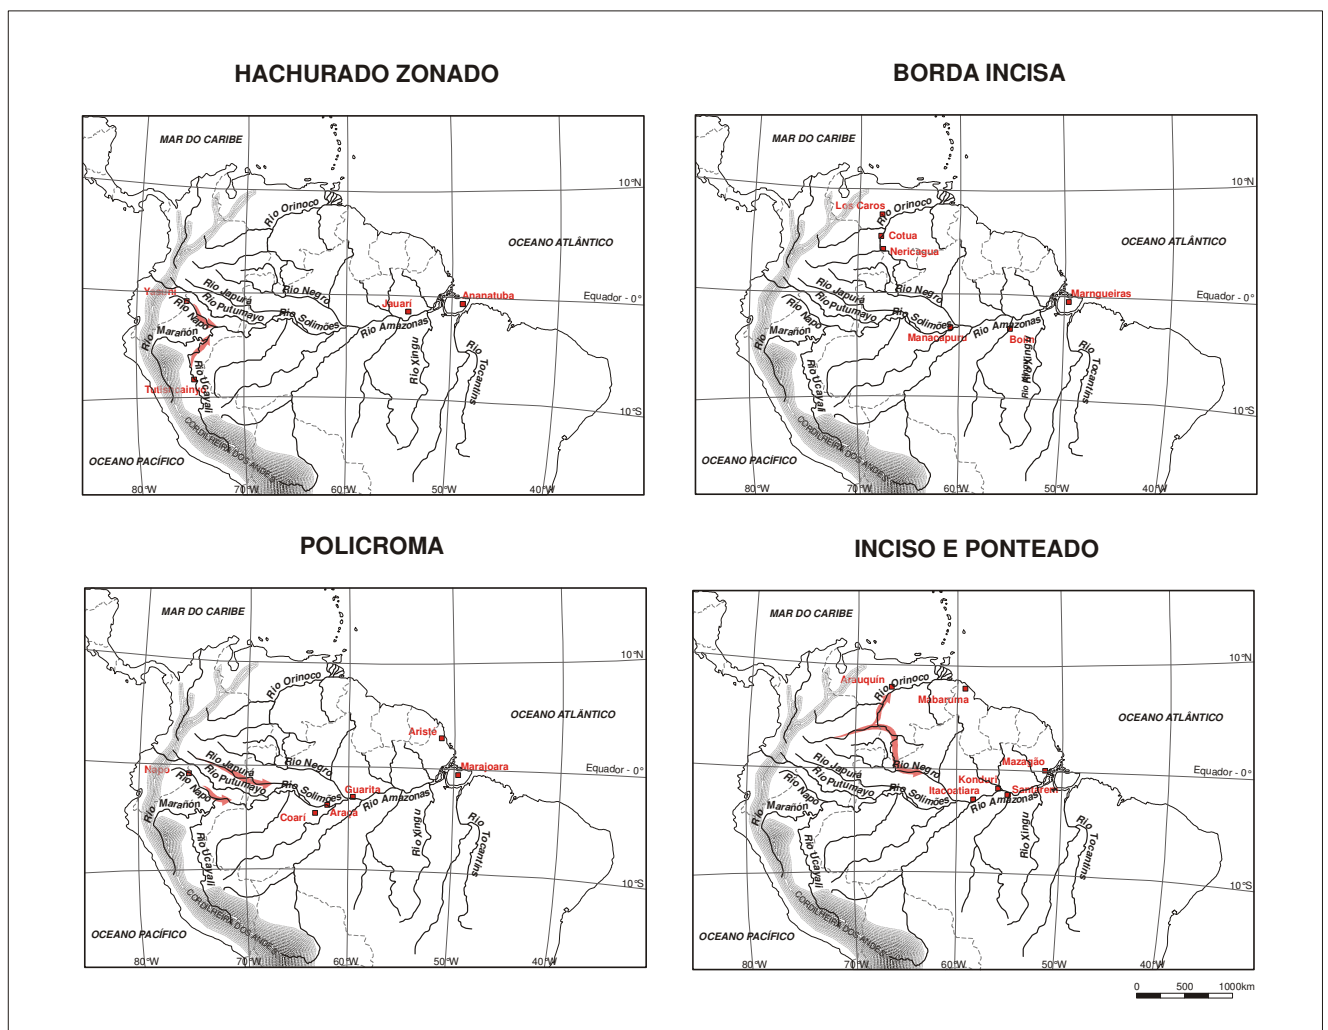 HACHURADO ZONADO
MAR DO CARIBE
10°N
Rio Orinoco
OCEANO ATLÂNTICO
Yasuní
Rio Japurá
Rio Negro
Jauarí
Ananatuba
Equador - 0°
Rio Putumayo
Rio Napo
Rio Solimões
Rio Amazonas
Rio Marañón
Rio Xingu
Rio Tocantins
Rio Ucayali
Tutishcainyo
10°S
CORDILHEIRA DOS ANDES
OCEANO PACÍFICO
80°W 70°W 60°W 50°W 40°W
BORDA INCISA
MAR DO CARIBE
10°N
Los Caros
Rio Orinoco
Cotua
Nericagua
OCEANO ATLÂNTICO
Rio Japurá
Rio Negro
Marngueiras
Equador - 0°
Rio Putumayo
Rio Napo
Rio Solimões
Rio Amazonas
Rio Marañón
Manacapuru
Boim
Rio Xingu
Rio Tocantins
Rio Ucayali
10°S
CORDILHEIRA DOS ANDES
OCEANO PACÍFICO
80°W 70°W 60°W 50°W 40°W
POLICROMA
MAR DO CARIBE
10°N
Rio Orinoco
OCEANO ATLÂNTICO
Aristé
Napo
Rio Japurá
Rio Negro
Marajoara
Equador - 0°
Rio Putumayo
Rio Napo
Rio Solimões
Guarita
Rio Amazonas
Rio Marañón
Coari
Araça
Rio Xingu
Rio Tocantins
Rio Ucayali
10°S
CORDILHEIRA DOS ANDES
OCEANO PACÍFICO
80°W 70°W 60°W 50°W 40°W
INCISO E PONTEADO
MAR DO CARIBE
10°N
Arauquín
Rio Orinoco
Mabaruma
OCEANO ATLÂNTICO
Rio Japurá
Rio Negro
Mazagão
Equador - 0°
Rio Putumayo
Konduri
Rio Napo
Rio Solimões
Itacoatiara
Santarém
Rio Amazonas
Rio Marañón
Rio Xingu
Rio Tocantins
Rio Ucayali
10°S
CORDILHEIRA DOS ANDES
OCEANO PACÍFICO
80°W 70°W 60°W 50°W 40°W
0 500 1000km